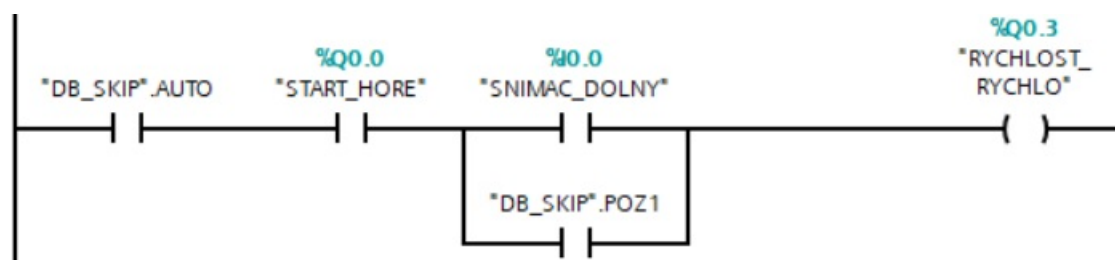 %Q0.3
%Q0.0 %I0.0 "RYCHLOST_
"DB_SKIP".AUTO "START_HORE" "SNIMAC_DOLNY" RYCHLO"
"DB_SKIP".POZ1